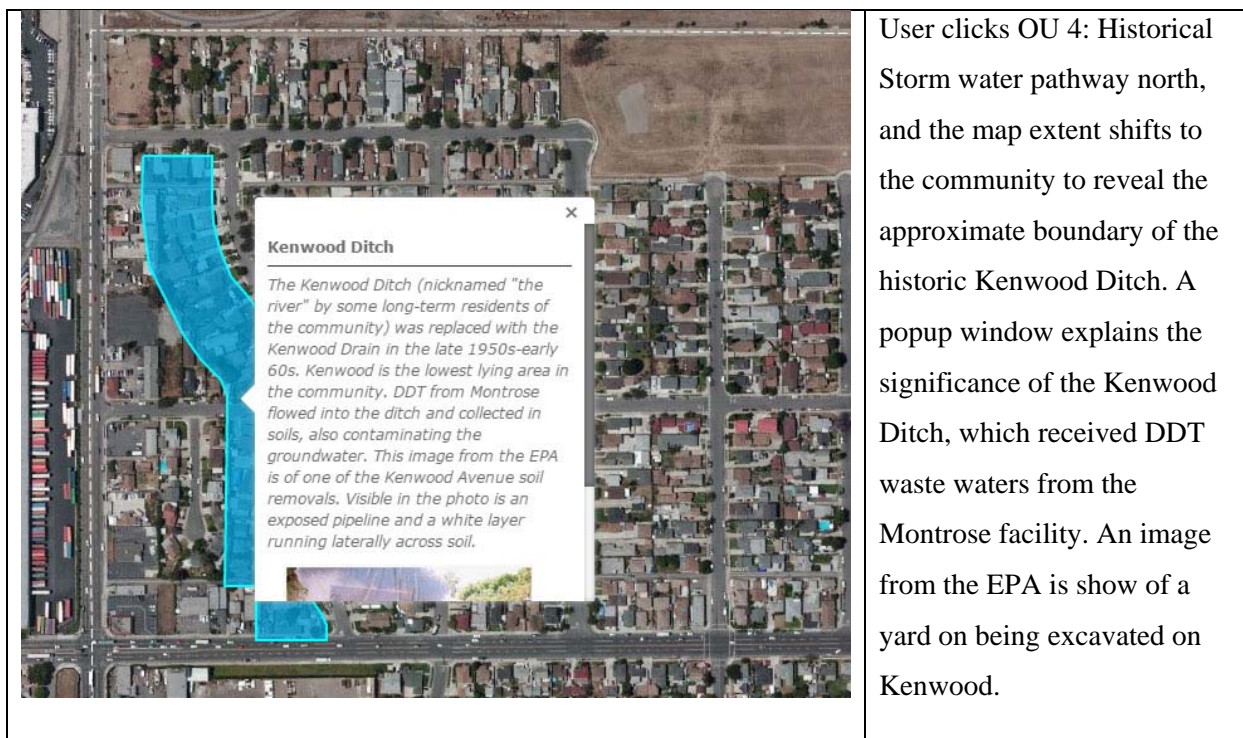 ×
Kenwood Ditch
The Kenwood Ditch (nicknamed "the
river" by some long-term residents of
the community) was replaced with the
Kenwood Drain in the late 1950s-early
60s. Kenwood is the lowest lying area in
the community. DDT from Montrose
flowed into the ditch and collected in
soils, also contaminating the
groundwater. This image from the EPA
is of one of the Kenwood Avenue soil
removals. Visible in the photo is an
exposed pipeline and a white layer
running laterally across soil.
User clicks OU 4: Historical
Storm water pathway north,
and the map extent shifts to
the community to reveal the
approximate boundary of the
historic Kenwood Ditch. A
popup window explains the
significance of the Kenwood
Ditch, which received DDT
waste waters from the
Montrose facility. An image
from the EPA is show of a
yard on being excavated on
Kenwood.